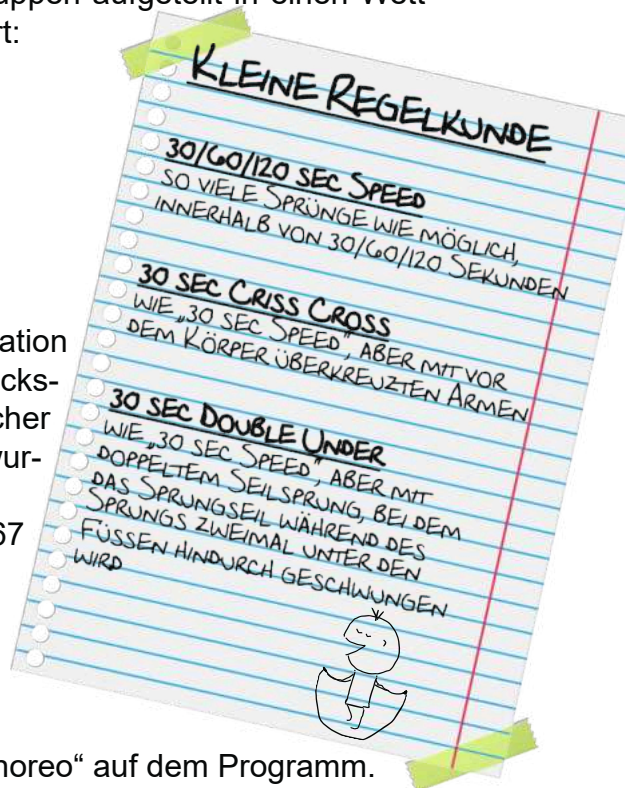 ppen aufgestellt in einen Wett-
rt:
KLEINE REGELKUNDE
30/60/120 SEC SPEED
SO VIELE SPRÜNGE WIE MÖGLICH,
INNERHALB VON 30/60/120 SEKUNDEN
30 SEC CRISS CROSS
WIE „30 SEC SPEED", ABER MIT VOR
DEM KÖRPER ÜBERKREUZTEN ARMEN
ation
cks-
cher
wur-
67
30 SEC DOUBLE UNDER
WIE „30 SEC SPEED", ABER MIT
DOPPELTEM SEILSPRUNG, BEI DEM
DAS SPRUNGSEIL WÄHREND DES
SPRUNGS ZWEIMAL UNTER DEN
FÜSSEN HINDURCH GESCHWUNGEN
WIRD
horeo“ auf dem Programm.